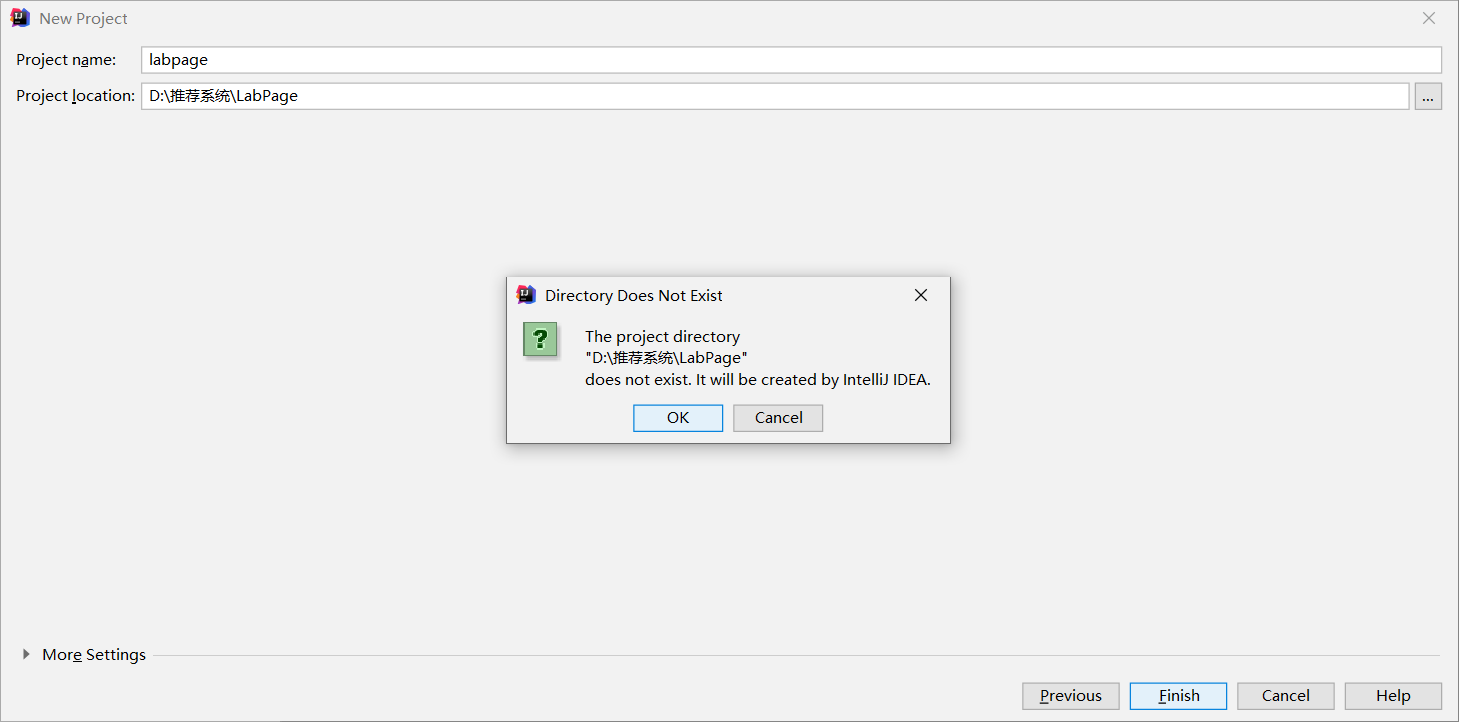 New Project
Project name: labpage
Project location: D:\推荐系统\LabPage ...
Directory Does Not Exist
The project directory
"D:\推荐系统\LabPage"
does not exist. It will be created by IntelliJ IDEA.
OK Cancel
More Settings
Previous Finish Cancel Help